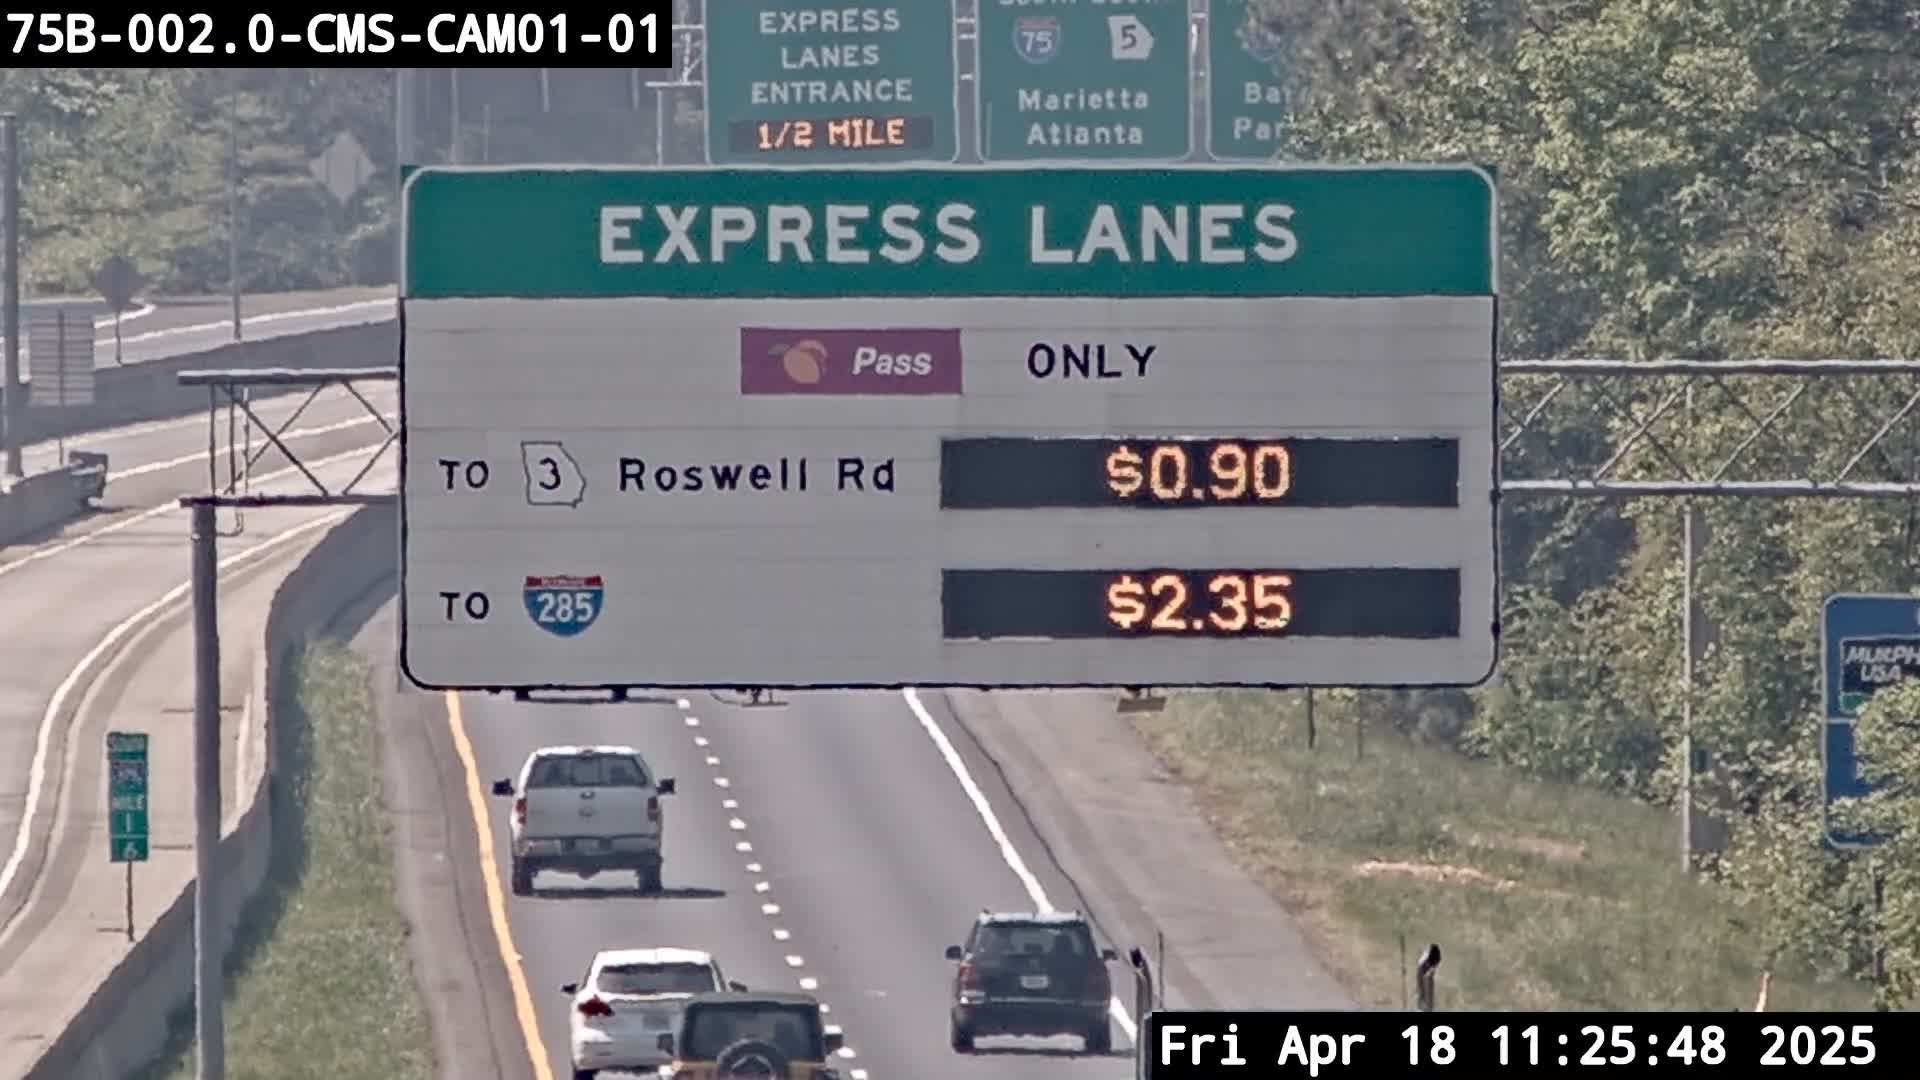 75B-002.0-CMS-CAM01-01
EXPRESS
LANES
ENTRANCE
1/2 MILE
75 5
Marietta
Atlanta
EXPRESS LANES
Pass ONLY
TO 3 Roswell Rd $0.90
TO 285 $2.35
USA
MILE
1
6
Fri Apr 18 11:25:48 2025